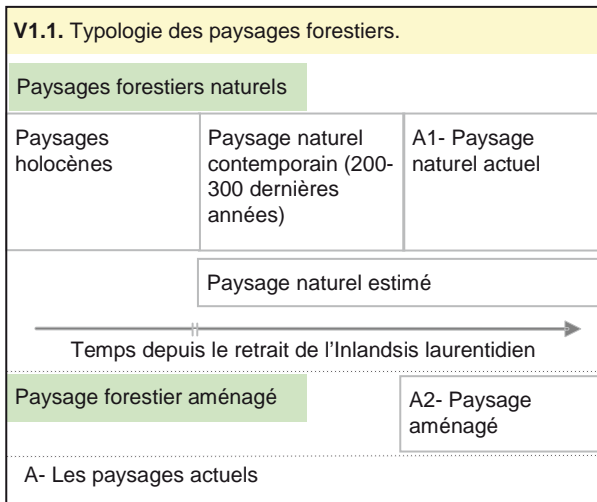 V1.1. Typologie des paysages forestiers.
Paysages forestiers naturels
Paysages
holocènes
Paysage naturel
contemporain (200-
300 dernières
années)
A1- Paysage
naturel actuel
Paysage naturel estimé
Temps depuis le retrait de l'Inlandsis laurentidien
Paysage forestier aménagé
A2- Paysage
aménagé
A- Les paysages actuels